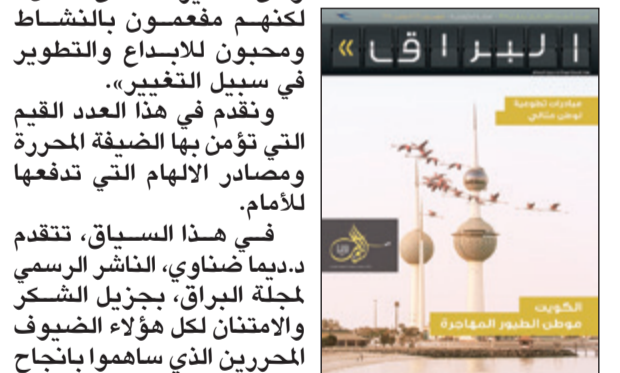 لكنهم مفعمون بالنشاط
ومحبون للابداع والتطوير
في سبيل التغيير».
ونقدم في هذا العدد القيم
التي تؤمن بها الضيفة المحررة
ومصادر الالهام التي تدفعها
للأمام.
في هذا السياق، تتقدم
د.ديما ضناوي، الناشر الرسمي
لمجلة البراق، بجزيل الشكر
والامتنان لكل هؤلاء الضيوف
المحررين الذي ساهموا بانجاح
البراق »
مبادرات تطوعية
لوطن مثالي
الكويت
موطن الطيور المهاجرة